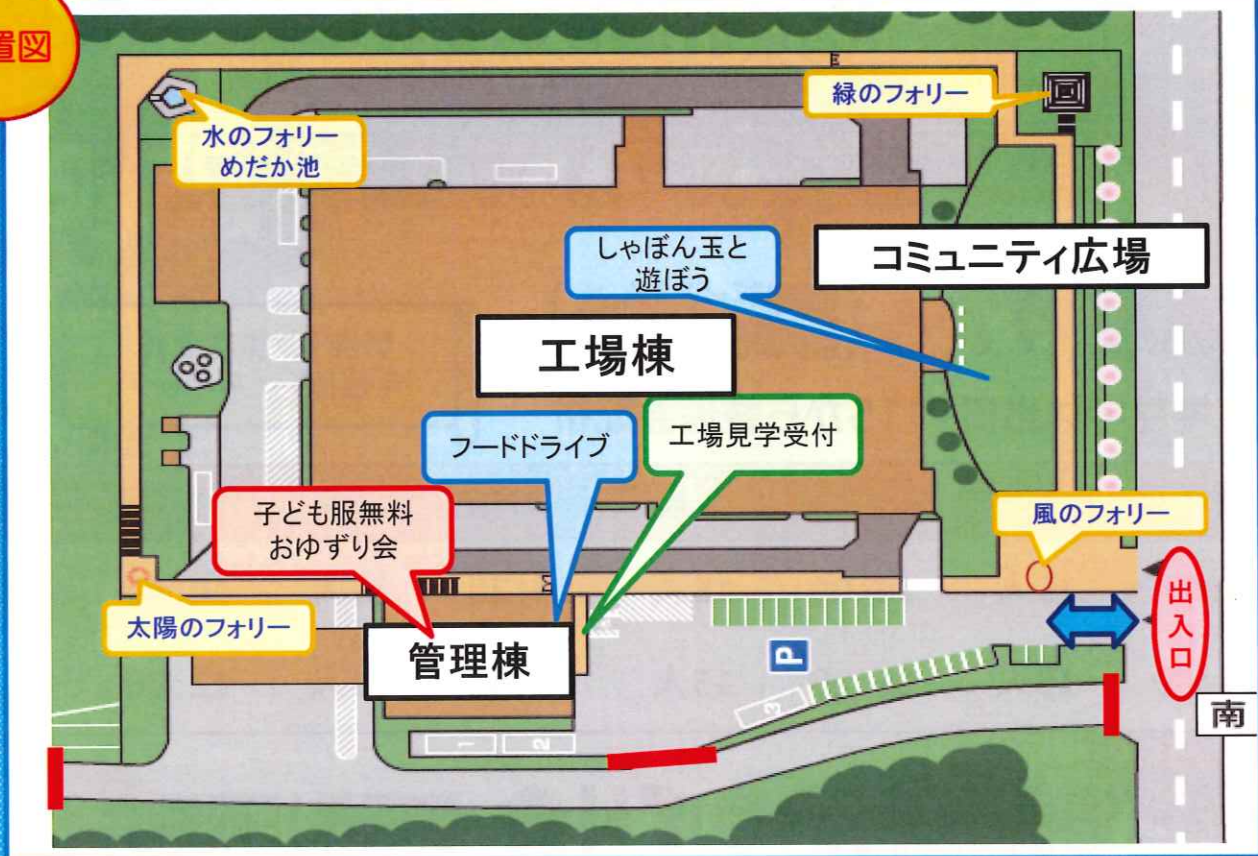 置図
緑のフォリー
水のフォリー
めだか池
しゃぼん玉と
遊ぼう
コミュニティ広場
工場棟
フードドライブ
工場見学受付
子ども服無料
おゆずり会
風のフォリー
太陽のフォリー
管理棟
P
出入口
南
3
1
2